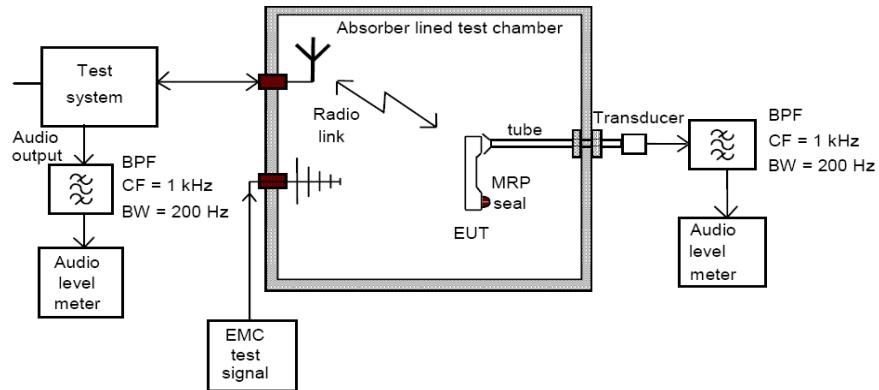 Absorber lined test chamber
Test
system
Audio
output
BPF
CF = 1 kHz
BW = 200 Hz
Audio
level
meter
EMC
test
signal
Radio
link
tube
MRP
seal
EUT
Transducer
BPF
CF = 1 kHz
BW = 200 Hz
Audio
level
meter